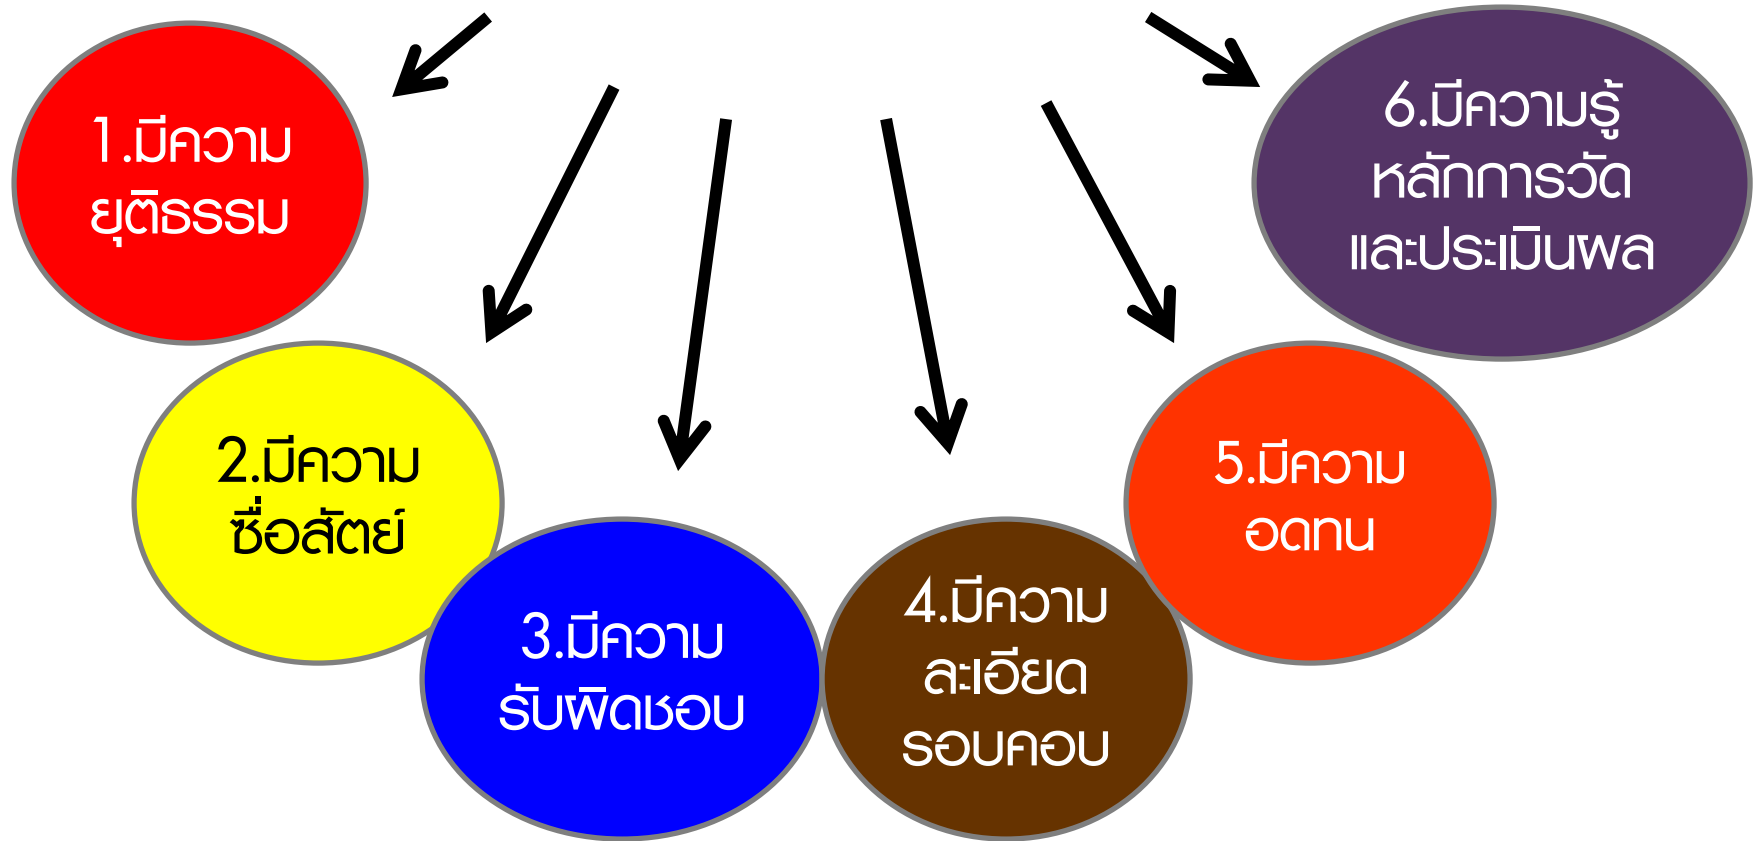 1.มีความ
ยุติธรรม
2.มีความ
ซื่อสัตย์
3.มีความ
รับผิดชอบ
4.มีความ
ละเอียด
รอบคอบ
5.มีความ
อดทน
6.มีความรู้
หลักการวัด
และประเมินผล